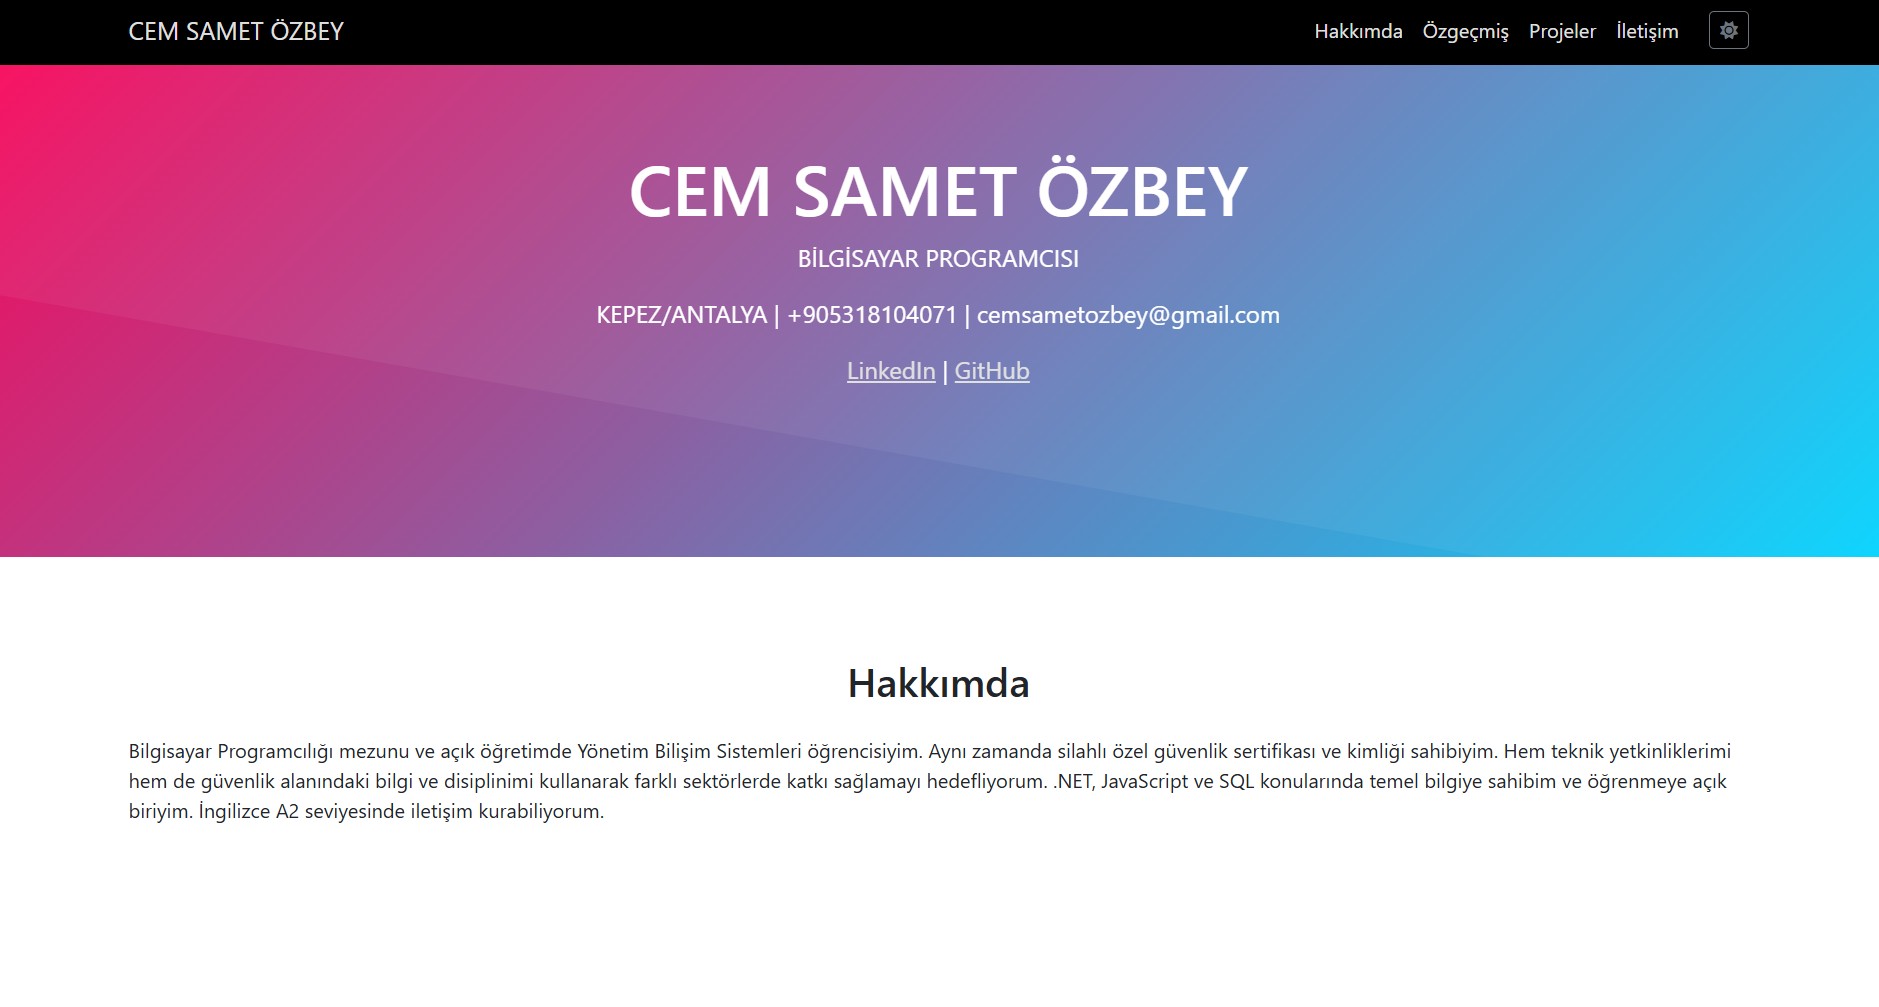 CEM SAMET ÖZBEY
Hakkımda
Özgeçmiş
Projeler
İletişim
CEM SAMET ÖZBEY
BİLGİSAYAR PROGRAMCISI
KEPEZ/ANTALYA | +905318104071 | cemsametozbey@gmail.com
LinkedIn | GitHub
Hakkımda
Bilgisayar Programcılığı mezunu ve açık öğretimde Yönetim Bilişim Sistemleri öğrencisiyim. Aynı zamanda silahlı özel güvenlik sertifikası ve kimliği sahibiyim. Hem teknik yetkinliklerimi
hem de güvenlik alanındaki bilgi ve disiplinimi kullanarak farklı sektörlerde katkı sağlamayı hedefliyorum. .NET, JavaScript ve SQL konularında temel bilgiye sahibim ve öğrenmeye açık
biriyim. İngilizce A2 seviyesinde iletişim kurabiliyorum.